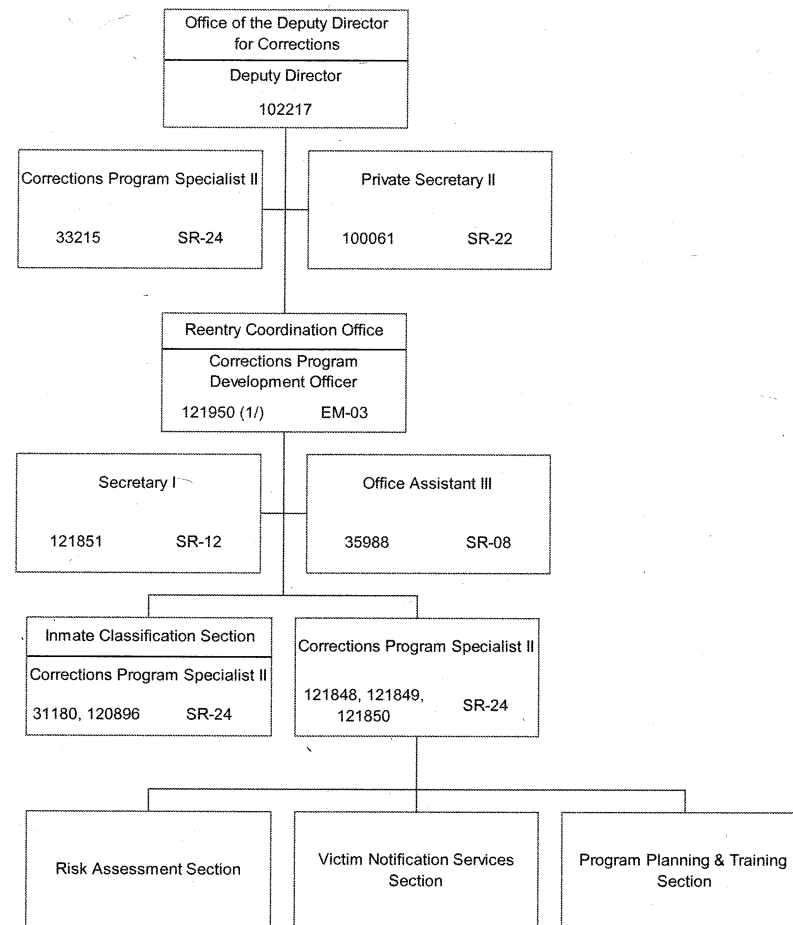 Office of the Deputy Director
for Corrections
Deputy Director
102217
Corrections Program Specialist II
33215 SR-24
Private Secretary II
100061 SR-22
Reentry Coordination Office
Corrections Program
Development Officer
121950 (1/) EM-03
Secretary I
121851 SR-12
Office Assistant III
35988 SR-08
Inmate Classification Section
Corrections Program Specialist II
31180, 120896 SR-24
Corrections Program Specialist II
121848, 121849,
121850 SR-24
Risk Assessment Section
Victim Notification Services
Section
Program Planning & Training
Section